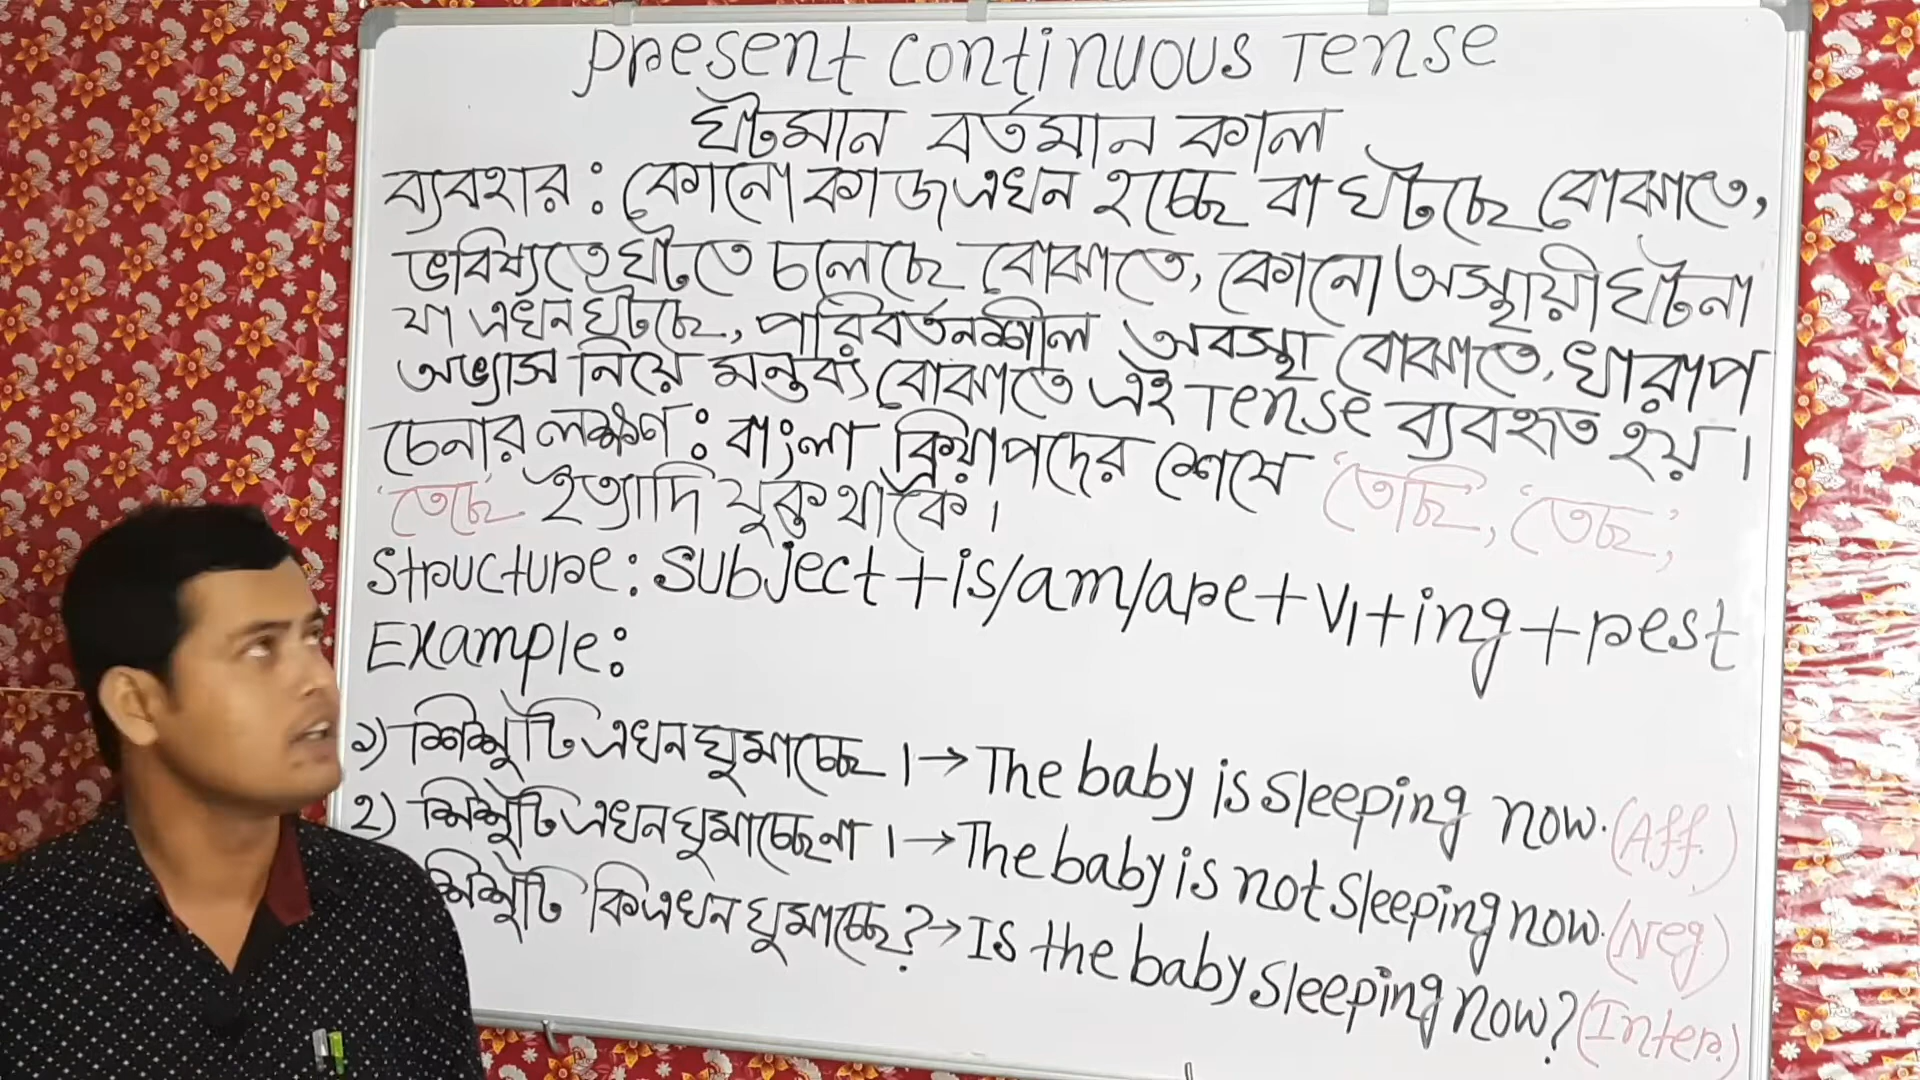 Present Continuous Tense
ঘটমান বর্তমান কাল
ব্যবহার : কোনো কাজ এখন হচ্ছে বা ঘটছে বোঝাতে,
ভবিষ্যতে ঘটতে চলেছে বোঝাতে, কোনো অস্থায়ী ঘটনা
যা এখন ঘটছে, পরিবর্তনশীল অবস্থা বোঝাতে, খারাপ
অভ্যাস নিয়ে মন্তব্য বোঝাতে এই Tense ব্যবহৃত হয়।
চেনার লক্ষণ : বাংলা ক্রিয়াপদের শেষে 'তেছি', 'তেছ',
'তেছে' ইত্যাদি যুক্ত থাকে।
Structure: Subject + is/am/are + V1 + ing + rest
Example:
১) শিশুটি এখন ঘুমাচ্ছে।→ The baby is sleeping now. (Aff.)
২) শিশুটি এখন ঘুমাচ্ছেনা।→ The baby is not sleeping now. (Neg)
শিশুটি কি এখন ঘুমাচ্ছে?→ Is the baby sleeping now? (Inter.)